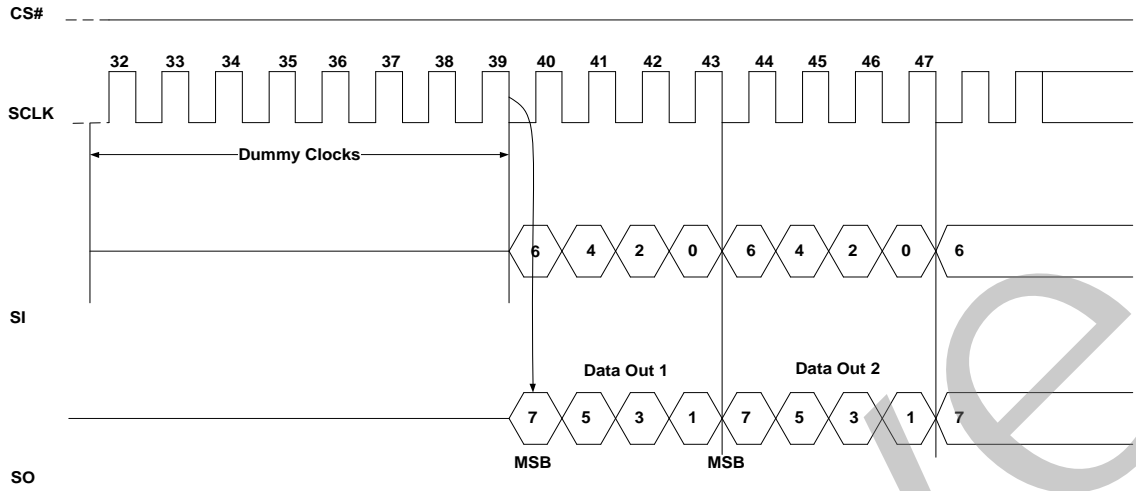 CS#
32 33 34 35 36 37 38 39 40 41 42 43 44 45 46 47
SCLK
Dummy Clocks
6 4 2 0 6 4 2 0 6
SI
Data Out 1 Data Out 2
7 5 3 1 7 5 3 1 7
MSB MSB
SO